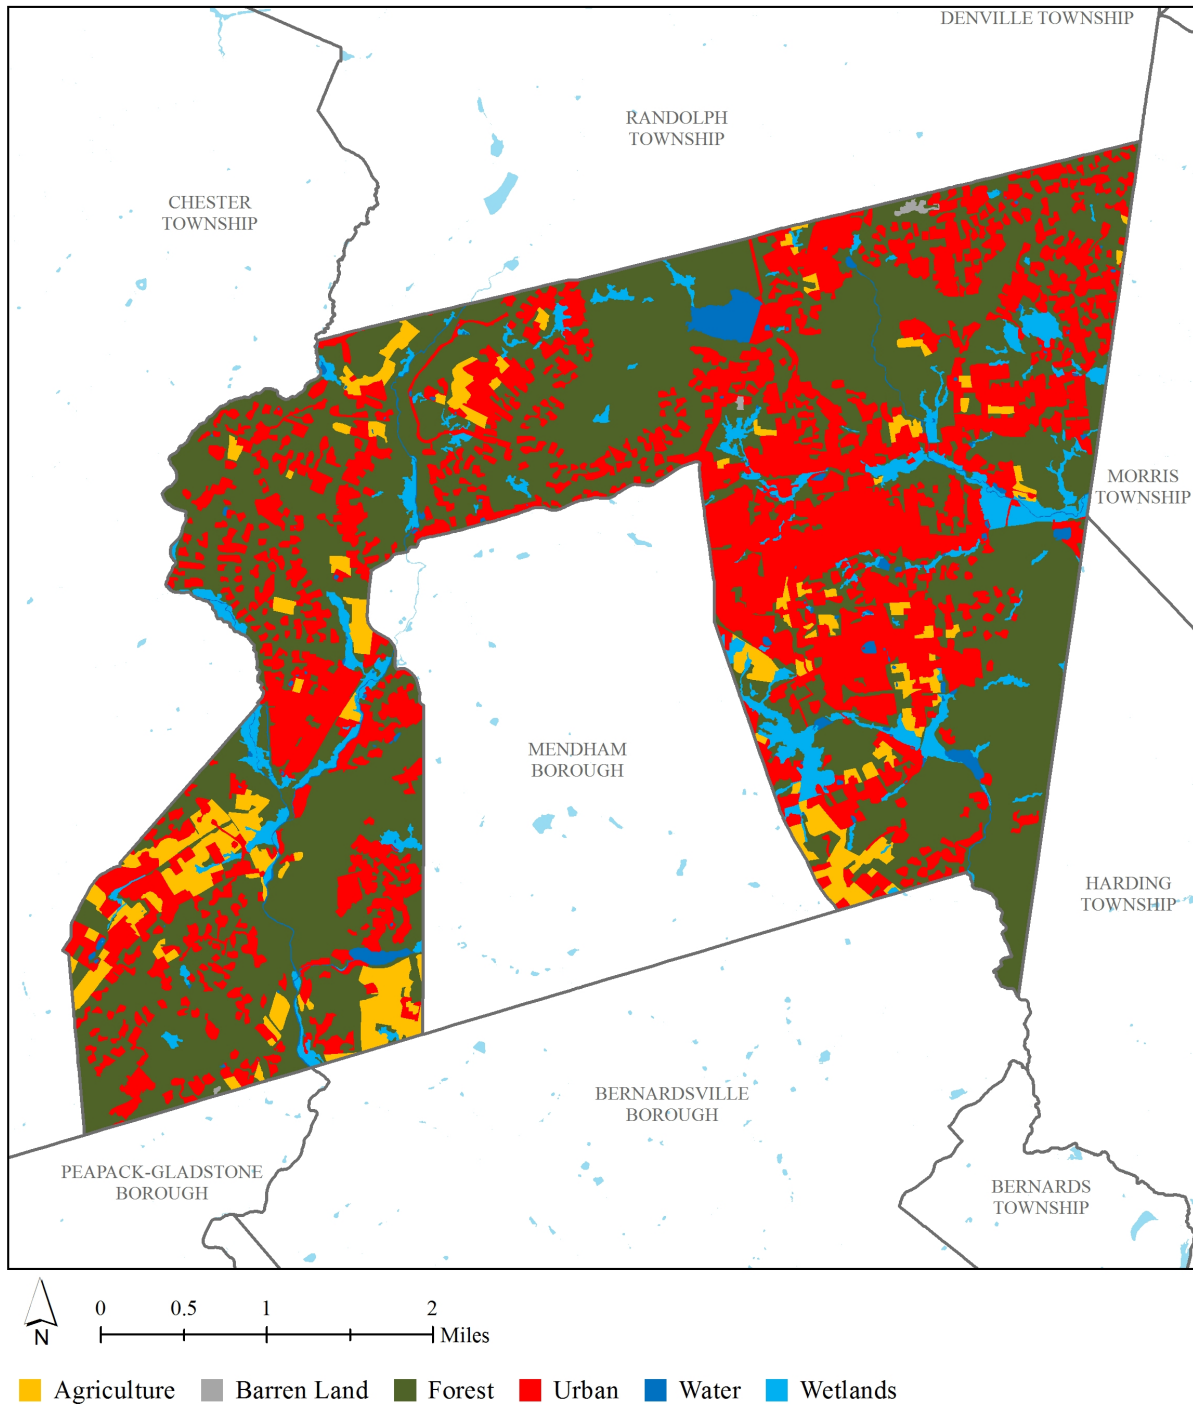 DENVILLE TOWNSHIP
RANDOLPH
TOWNSHIP
CHESTER
TOWNSHIP
MORRIS
TOWNSHIP
MENDHAM
BOROUGH
HARDING
TOWNSHIP
BERNARDSVILLE
BOROUGH
PEAPACK-GLADSTONE
BOROUGH
BERNARDS
TOWNSHIP
N
0 0.5 1 2
Miles
Agriculture Barren Land Forest Urban Water Wetlands